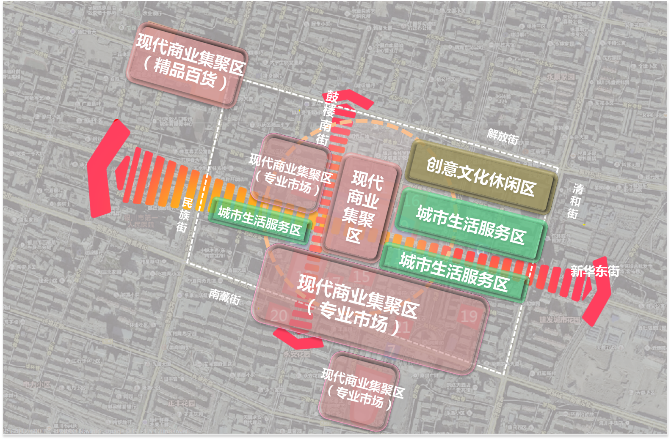 现代商业集聚区
（精品百货）
鼓楼南街
解放街
现代商业集聚区
（专业市场）
现代
商业
集聚
区
创意文化休闲区
清和街
民族街
城市生活服务区
城市生活服务区
城市生活服务区
新华东街
南薰街
现代商业集聚区
（专业市场）
20
19
11
现代商业集聚区
（专业市场）